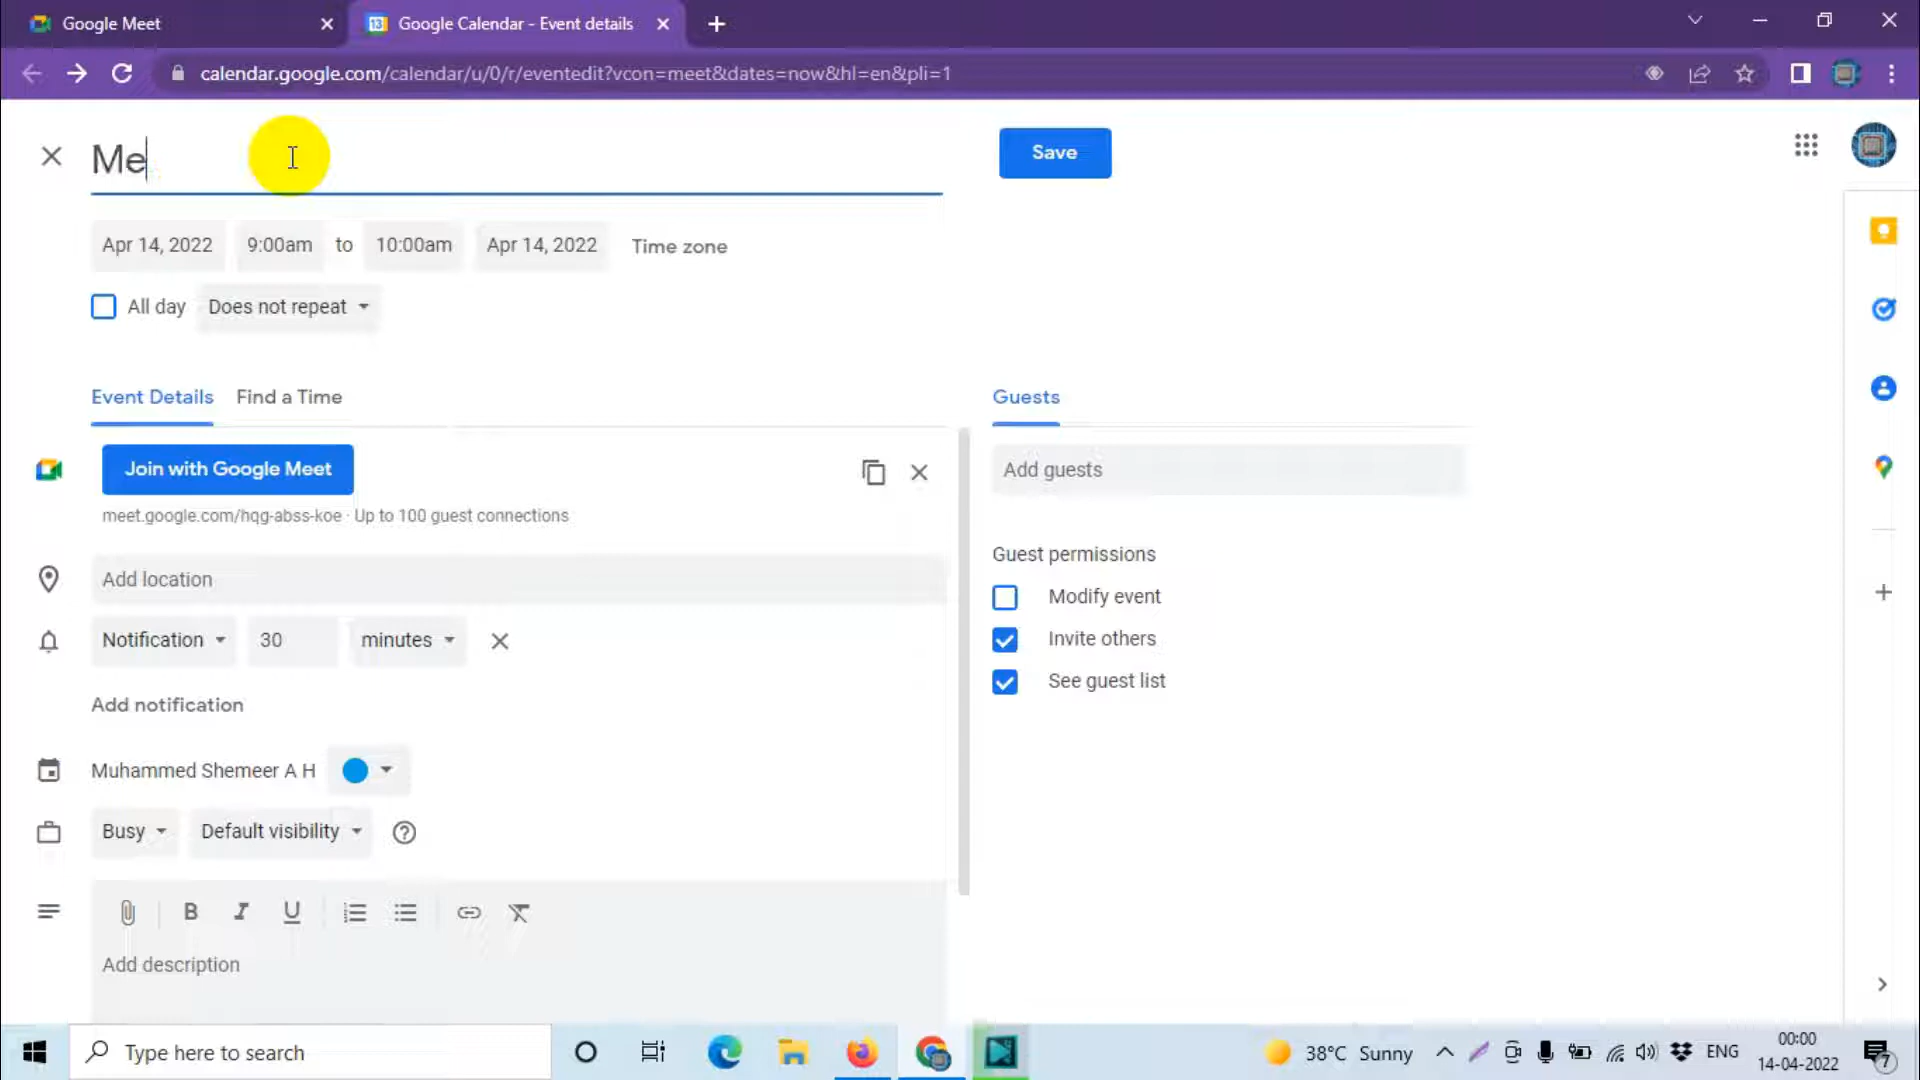 Google Meet
Google Calendar - Event details
calendar.google.com/calendar/u/0/r/eventedit?vcon=meet&dates=now&hl=en&pli=1
Me
Save
Apr 14, 2022 9:00am to 10:00am Apr 14, 2022 Time zone
All day Does not repeat
Event Details Find a Time
Guests
Join with Google Meet
Add guests
meet.google.com/hqg-abss-koe · Up to 100 guest connections
Guest permissions
Add location
Modify event
Notification 30 minutes
Invite others
See guest list
Add notification
Muhammed Shemeer A H
Busy Default visibility
B I U
Add description
Type here to search
38°C Sunny
ENG
00:00
14-04-2022
7